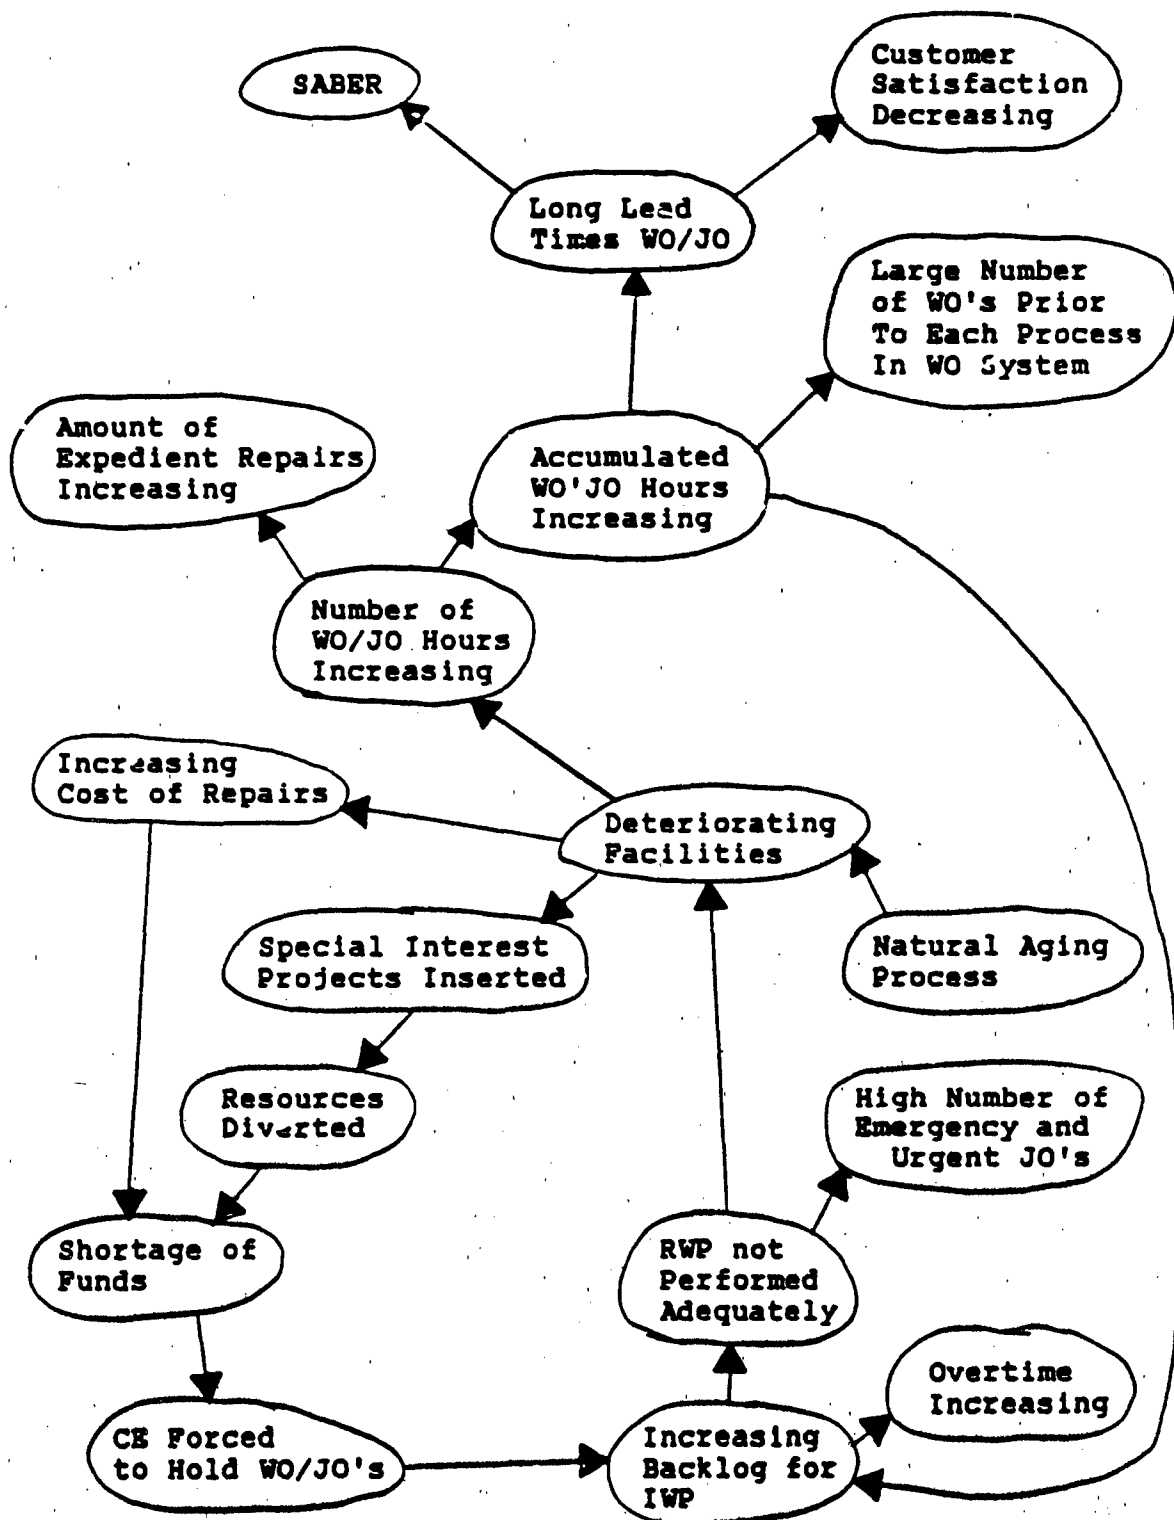 SABER
Customer
Satisfaction
Decreasing
Long Lead
Times WO/JO
Large Number
of WO's Prior
To Each Process
In WO System
Amount of
Expedient Repairs
Increasing
Accumulated
WO'JO Hours
Increasing
Number of
WO/JO Hours
Increasing
Increasing
Cost of Repairs
Deteriorating
Facilities
Special Interest
Projects Inserted
Natural Aging
Process
Resources
Diverted
High Number of
Emergency and
Urgent JO's
Shortage of
Funds
RWP not
Performed
Adequately
Overtime
Increasing
CE Forced
to Hold WO/JO's
Increasing
Backlog for
IWP